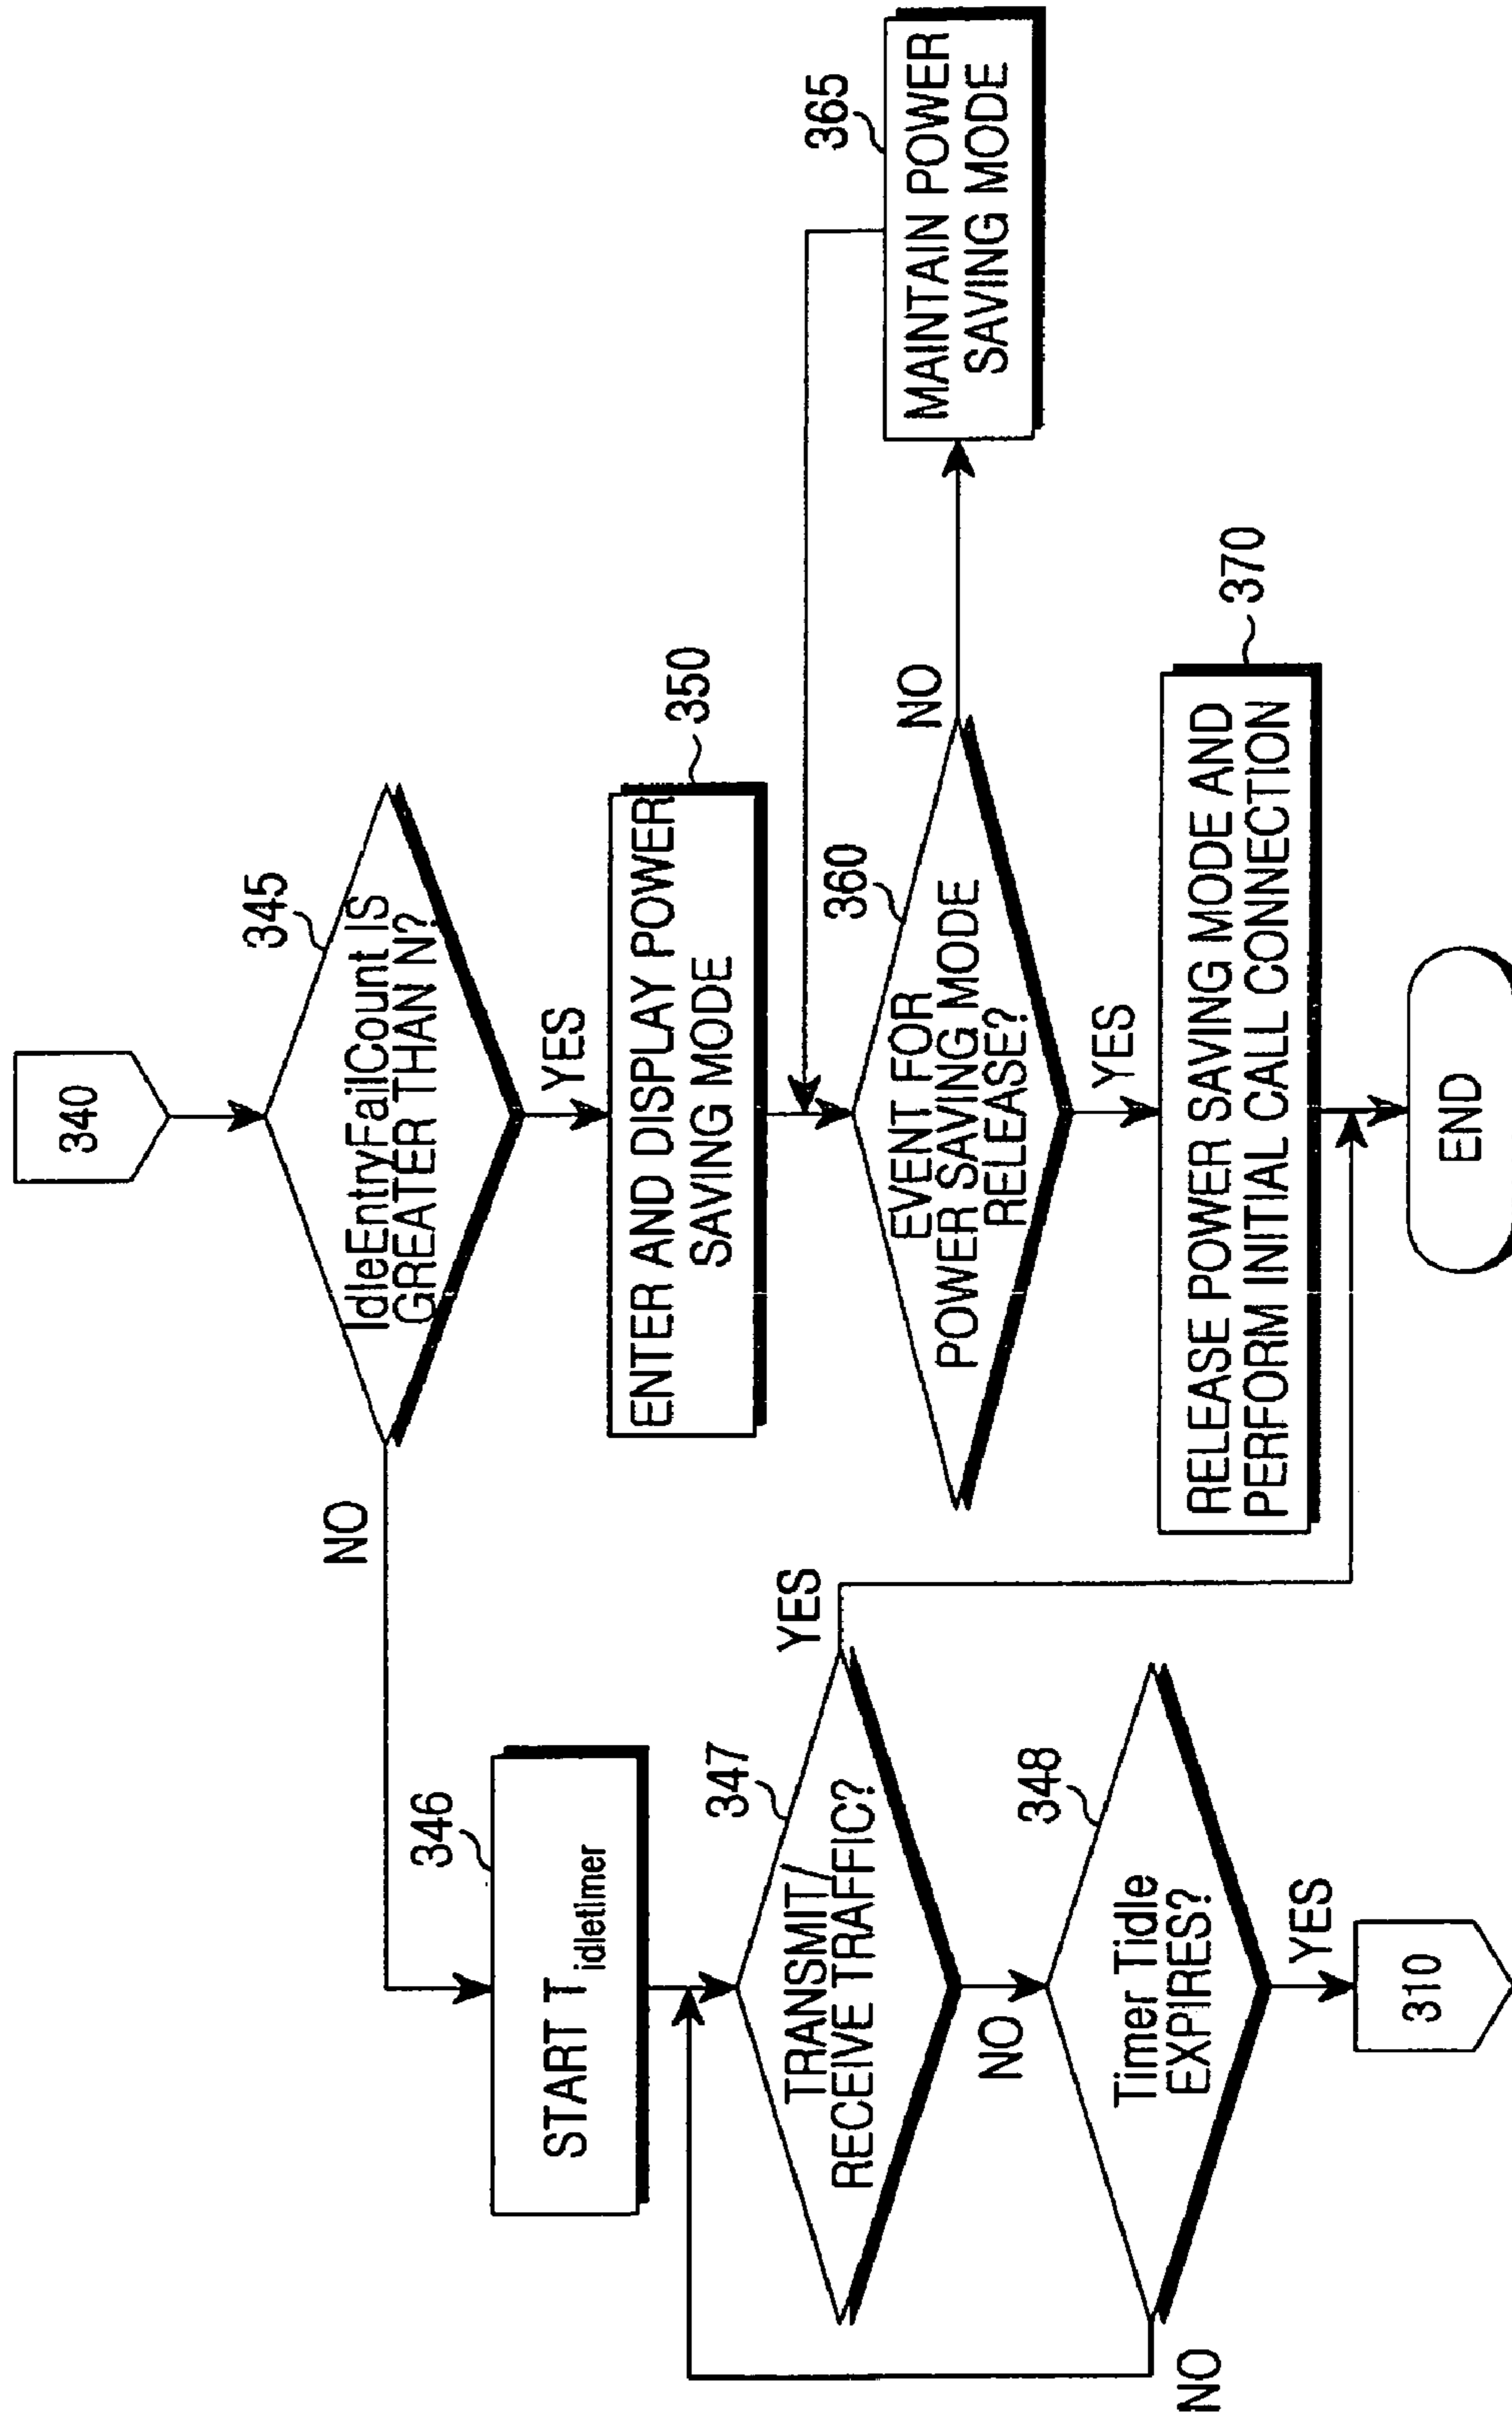 340
345
IdleEntryFailCount IS
GREATER THAN N?
NO
YES
346
START T idletimer
350
ENTER AND DISPLAY POWER
SAVING MODE
347
TRANSMIT/
RECEIVE TRAFFIC?
YES
NO
360
EVENT FOR
POWER SAVING MODE
RELEASE?
NO
YES
365
MAINTAIN POWER
SAVING MODE
348
Timer Tidle
EXPIRES?
NO
YES
370
RELEASE POWER SAVING MODE AND
PERFORM INITIAL CALL CONNECTION
310
END